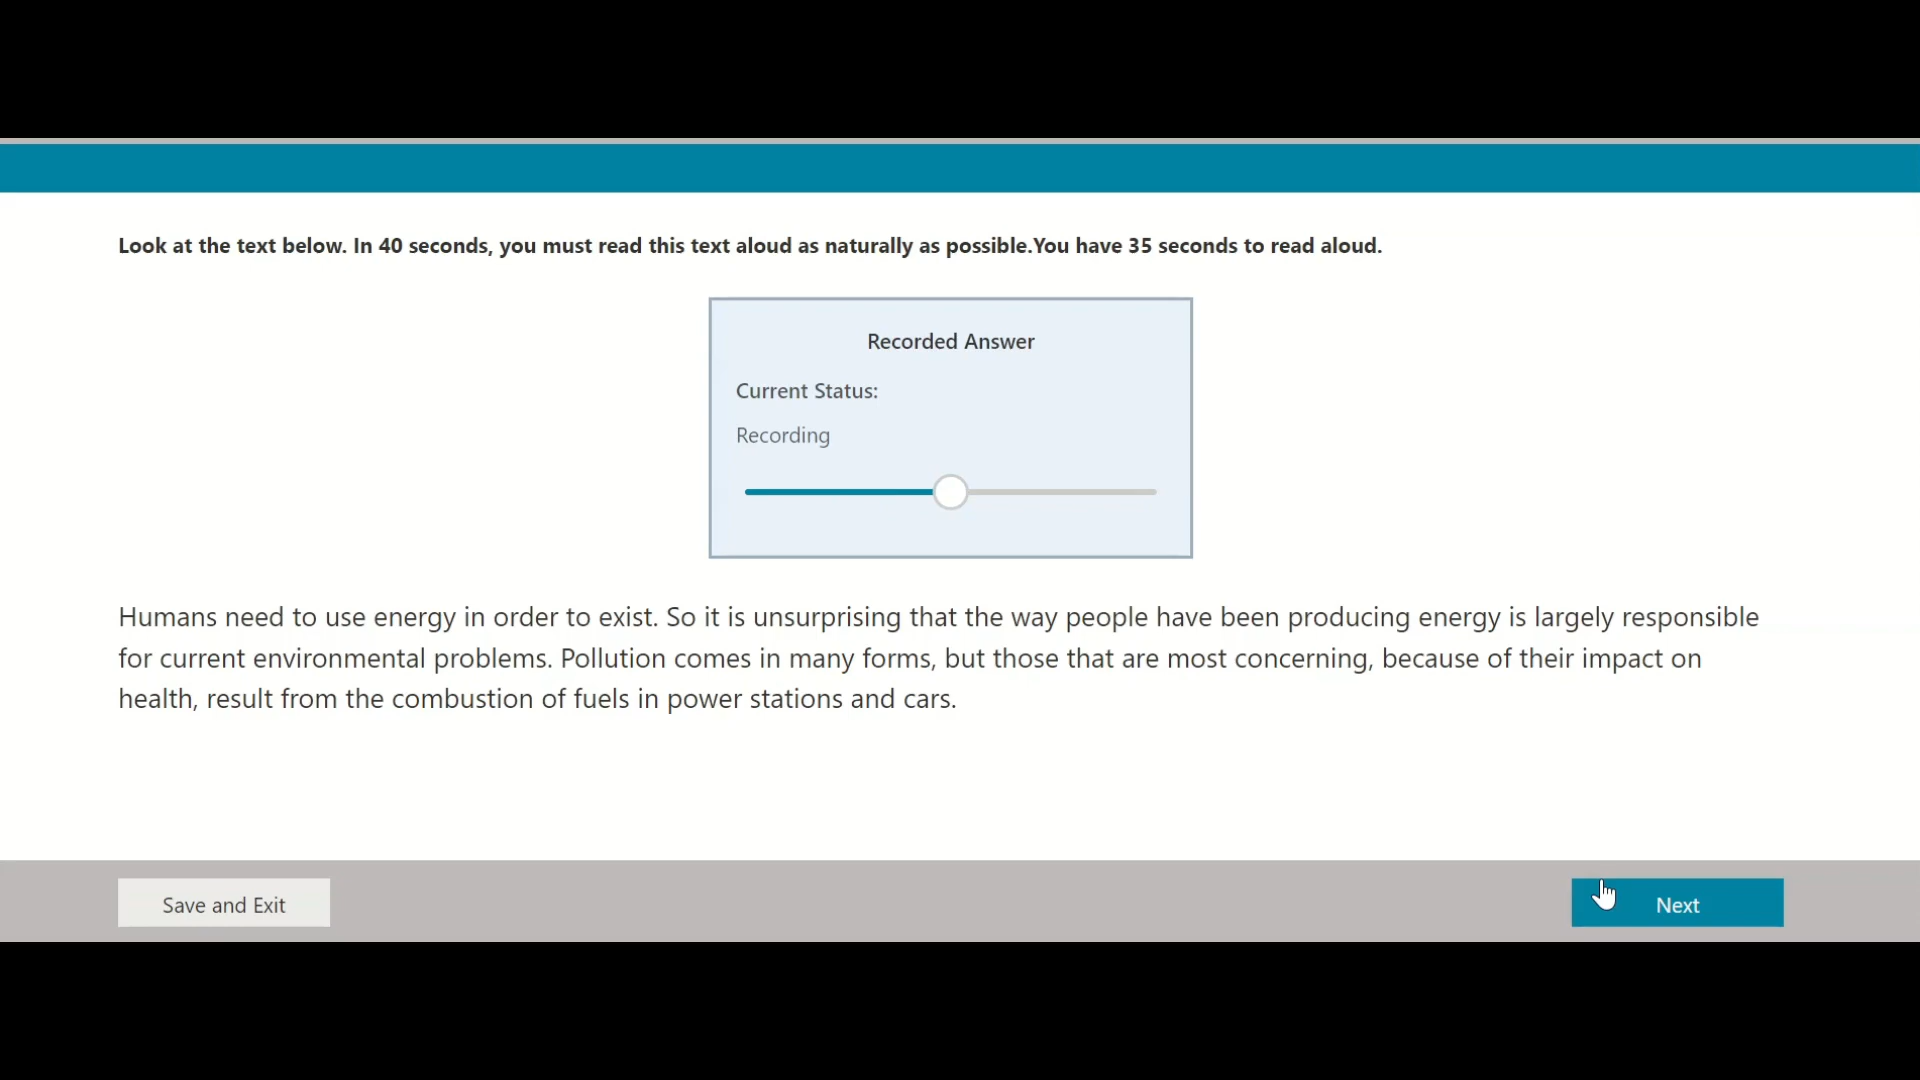 Look at the text below. In 40 seconds, you must read this text aloud as naturally as possible.You have 35 seconds to read aloud.
Recorded Answer
Current Status:
Recording
Humans need to use energy in order to exist. So it is unsurprising that the way people have been producing energy is largely responsible
for current environmental problems. Pollution comes in many forms, but those that are most concerning, because of their impact on
health, result from the combustion of fuels in power stations and cars.
Save and Exit
Next